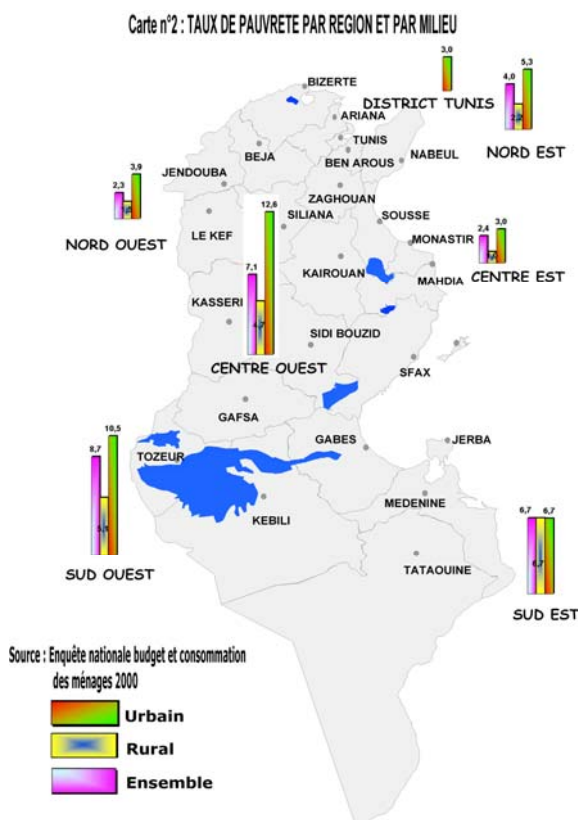 Carte n°2 : TAUX DE PAUVRETE PAR REGION ET PAR MILIEU
3,0
DISTRICT TUNIS
4,0
5,3
NORD EST
BIZERTE
ARIANA
TUNIS
BEJA
BEN AROUS
NABEUL
JENDOUBA
ZAGHOUAN
2,3
3,9
NORD OUEST
LE KEF
SILIANA
SOUSSE
MONASTIR
2,4
3,0
CENTRE EST
7,1
12,6
CENTRE OUEST
KAIROUAN
MAHDIA
KASSERI
SIDI BOUZID
SFAX
GAFSA
8,7
10,5
SUD OUEST
TOZEUR
GABES
JERBA
KEBILI
MEDENINE
TATAOUINE
6,7
6,7
6,7
SUD EST
Source : Enquête nationale budget et consommation
des ménages 2000
Urbain
Rural
Ensemble